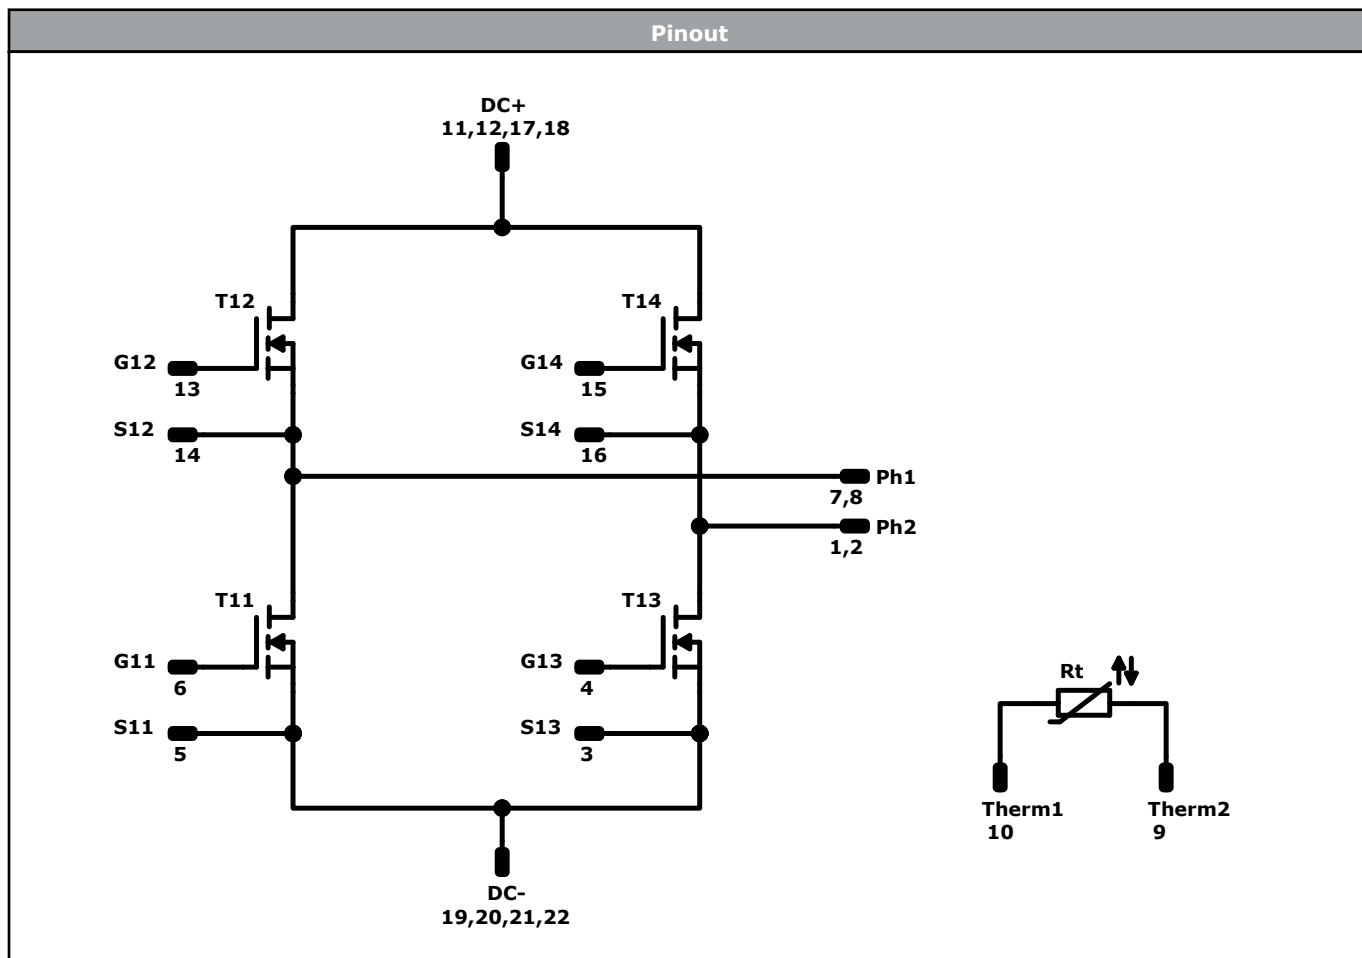 Pinout
DC+
11,12,17,18
T12
T14
G12
13
G14
15
S12
14
S14
16
Ph1
7,8
Ph2
1,2
T11
T13
G11
6
G13
4
S11
5
S13
3
Rt
Therm1
10
Therm2
9
DC-
19,20,21,22